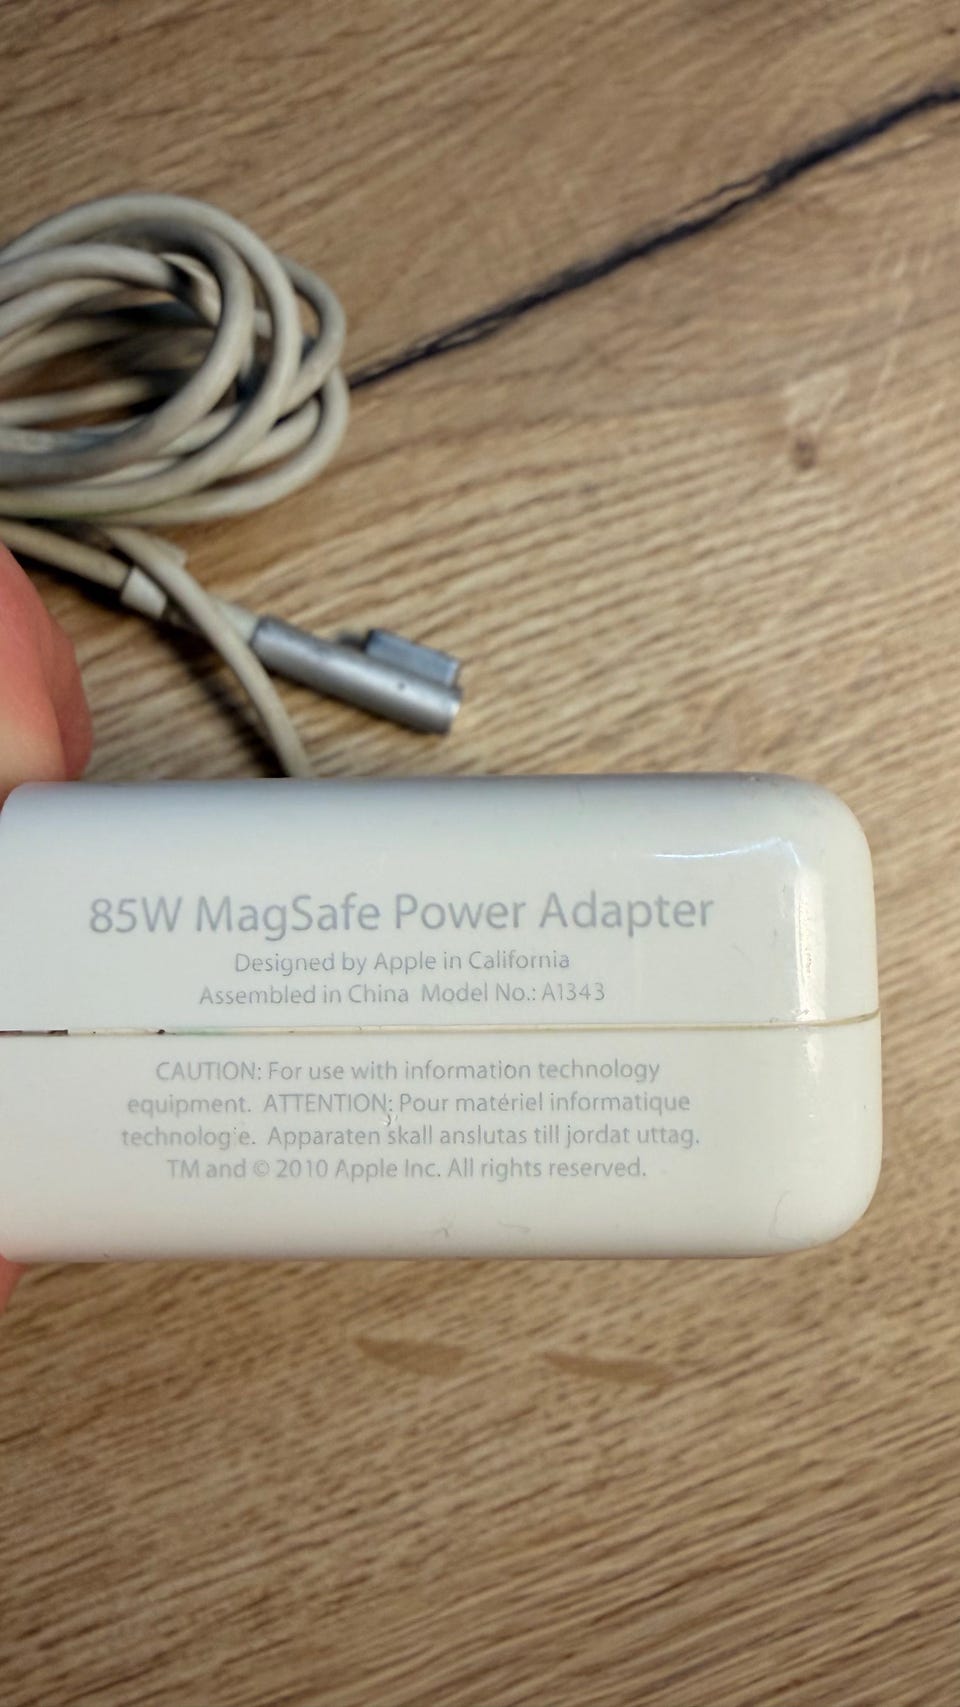 85W MagSafe Power Adapter
Designed by Apple in California
Assembled in China Model No.: A1343
CAUTION: For use with information technology
equipment. ATTENTION: Pour matériel informatique
technolog'e. Apparaten skall anslutas till jordat uttag.
TM and © 2010 Apple Inc. All rights reserved.